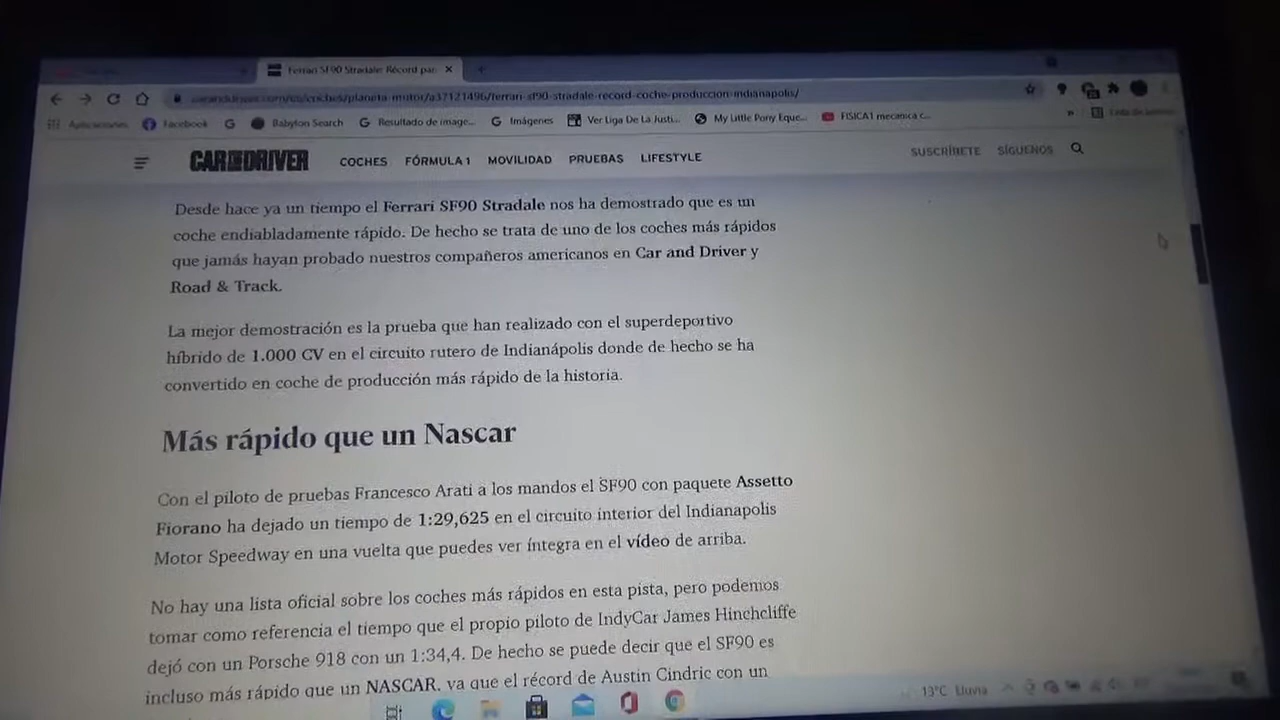 Ferrari SF90 Stradale: Récord par
/planeta-motor/a37121496/ferrari-sf90-stradale-record-coche-produccion-indianapolis/
Aplicaciones Facebook Babylon Search Resultado de image... Imágenes Ver Liga De La Justi... My Little Pony Eque... FISICA1 mecanica c... »
CAR AND DRIVER COCHES FÓRMULA 1 MOVILIDAD PRUEBAS LIFESTYLE SUSCRÍBETE SÍGUENOS
Desde hace ya un tiempo el Ferrari SF90 Stradale nos ha demostrado que es un
coche endiabladamente rápido. De hecho se trata de uno de los coches más rápidos
que jamás hayan probado nuestros compañeros americanos en Car and Driver y
Road & Track.
La mejor demostración es la prueba que han realizado con el superdeportivo
híbrido de 1.000 CV en el circuito rutero de Indianápolis donde de hecho se ha
convertido en coche de producción más rápido de la historia.
Más rápido que un Nascar
Con el piloto de pruebas Francesco Arati a los mandos el SF90 con paquete Assetto
Fiorano ha dejado un tiempo de 1:29,625 en el circuito interior del Indianapolis
Motor Speedway en una vuelta que puedes ver íntegra en el vídeo de arriba.
No hay una lista oficial sobre los coches más rápidos en esta pista, pero podemos
tomar como referencia el tiempo que el propio piloto de IndyCar James Hinchcliffe
dejó con un Porsche 918 con un 1:34,4. De hecho se puede decir que el SF90 es
incluso más rápido que un NASCAR, ya que el récord de Austin Cindric con un
13°C Lluvia